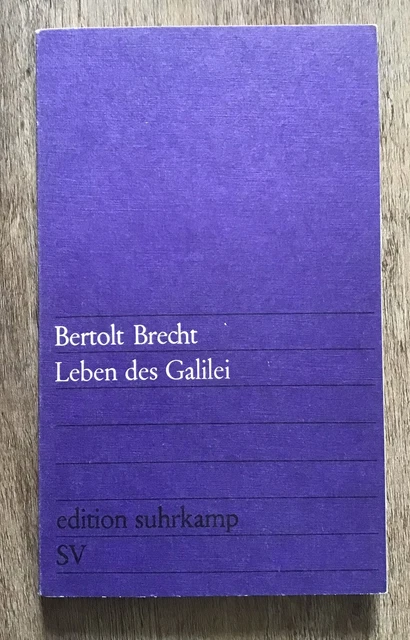 Bertolt Brecht
Leben des Galilei
edition suhrkamp
SV